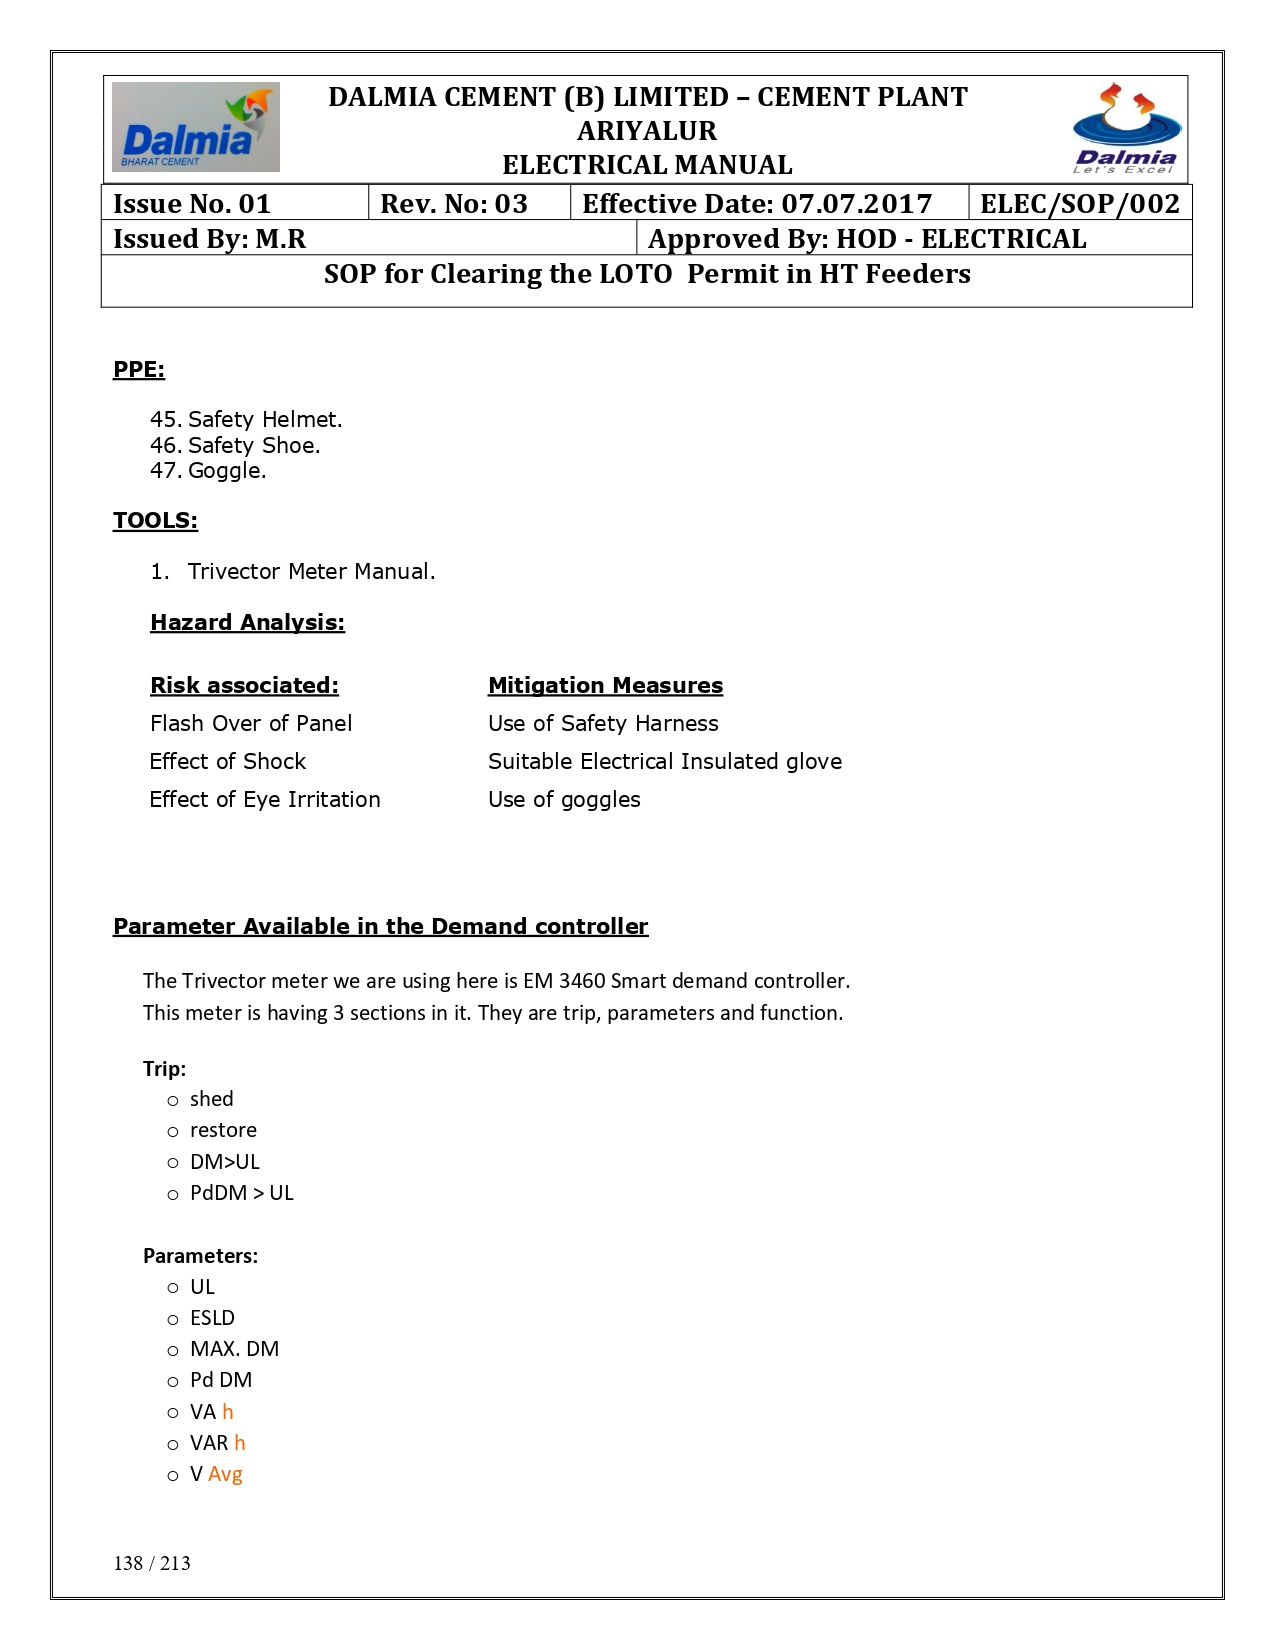 Dalmia
BHARAT CEMENT
DALMIA CEMENT (B) LIMITED – CEMENT PLANT
ARIYALUR
ELECTRICAL MANUAL
Dalmia
Let's Excel
Issue No. 01 Rev. No: 03 Effective Date: 07.07.2017 ELEC/SOP/002
Issued By: M.R Approved By: HOD - ELECTRICAL
SOP for Clearing the LOTO  Permit in HT Feeders
PPE:
45. Safety Helmet.
46. Safety Shoe.
47. Goggle.
TOOLS:
1. Trivector Meter Manual.
Hazard Analysis:
Risk associated: Mitigation Measures
Flash Over of Panel Use of Safety Harness
Effect of Shock Suitable Electrical Insulated glove
Effect of Eye Irritation Use of goggles
Parameter Available in the Demand controller
The Trivector meter we are using here is EM 3460 Smart demand controller.
This meter is having 3 sections in it. They are trip, parameters and function.
Trip:
o shed
o restore
o DM>UL
o PdDM > UL
Parameters:
o UL
o ESLD
o MAX. DM
o Pd DM
o VA h
o VAR h
o V Avg
138 / 213